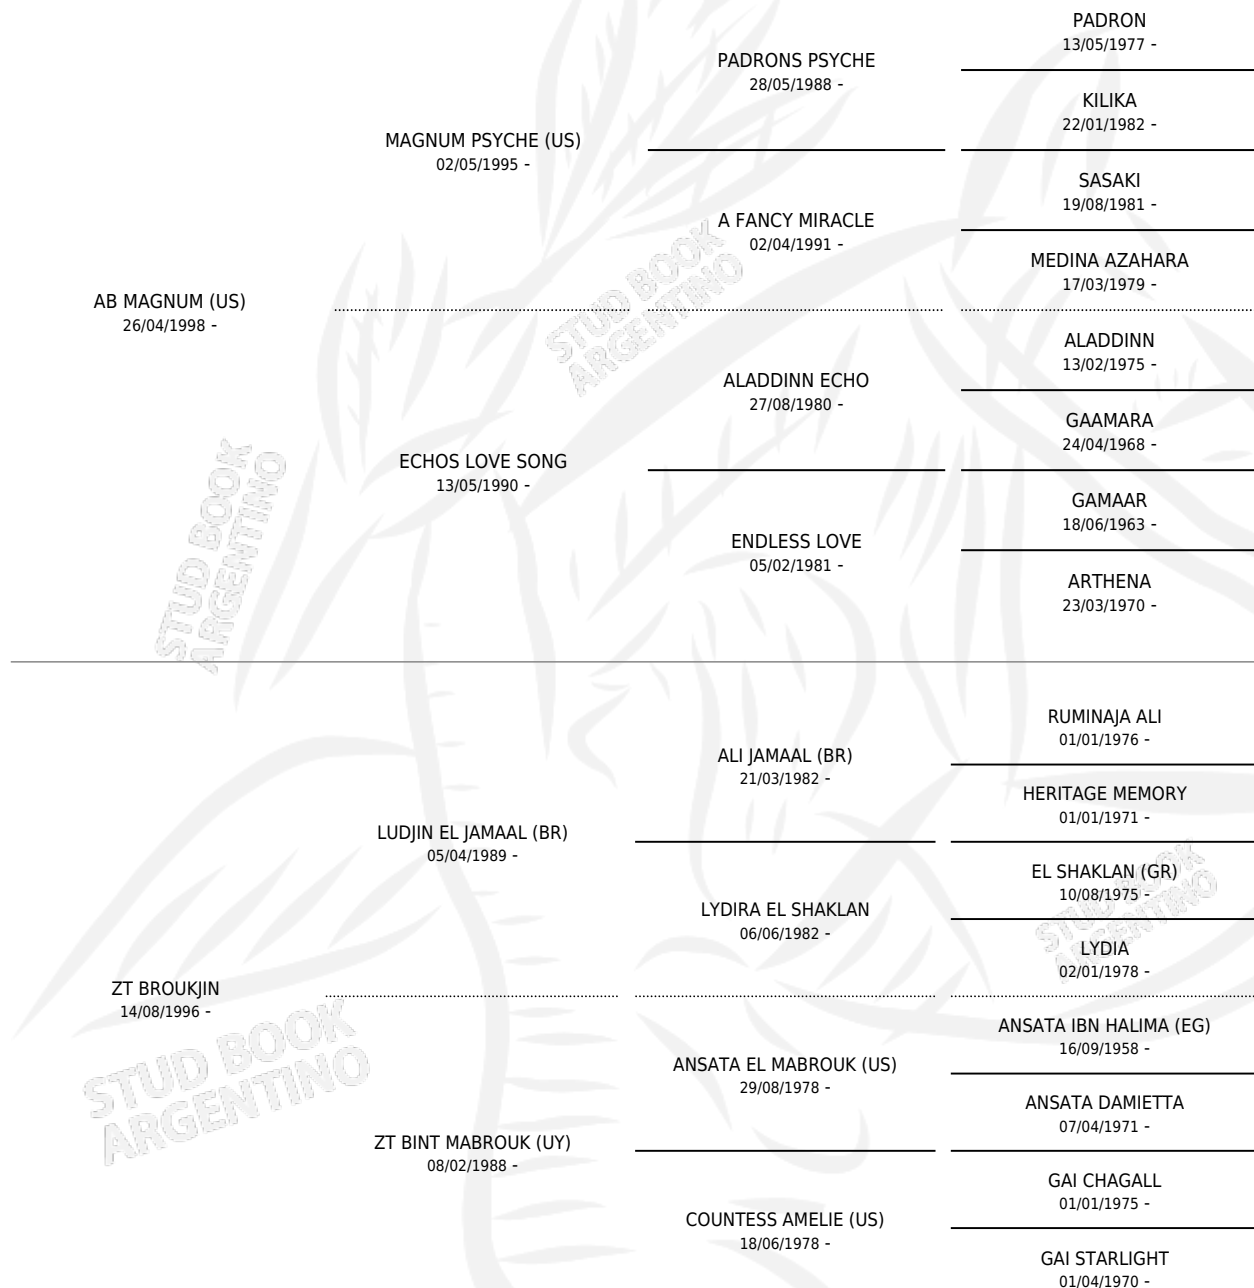 PADRON
13/05/1977 -
PADRONS PSYCHE
28/05/1988 -
KILIKA
22/01/1982 -
MAGNUM PSYCHE (US)
02/05/1995 -
SASAKI
19/08/1981 -
A FANCY MIRACLE
02/04/1991 -
MEDINA AZAHARA
17/03/1979 -
AB MAGNUM (US)
26/04/1998 -
STUD BOOK
ARGENTINO
ALADDINN
13/02/1975 -
ALADDINN ECHO
27/08/1980 -
GAAMARA
24/04/1968 -
ECHOS LOVE SONG
13/05/1990 -
GAMAAR
18/06/1963 -
ENDLESS LOVE
05/02/1981 -
ARTHENA
23/03/1970 -
STUD BOOK
ARGENTINO
RUMINAJA ALI
01/01/1976 -
ALI JAMAAL (BR)
21/03/1982 -
HERITAGE MEMORY
01/01/1971 -
LUDJIN EL JAMAAL (BR)
05/04/1989 -
EL SHAKLAN (GR)
10/08/1975 -
LYDIRA EL SHAKLAN
06/06/1982 -
STUD BOOK
ARGENTINO
LYDIA
02/01/1978 -
ZT BROUKJIN
14/08/1996 -
STUD BOOK
ARGENTINO
ANSATA IBN HALIMA (EG)
16/09/1958 -
ANSATA EL MABROUK (US)
29/08/1978 -
ANSATA DAMIETTA
07/04/1971 -
ZT BINT MABROUK (UY)
08/02/1988 -
GAI CHAGALL
01/01/1975 -
COUNTESS AMELIE (US)
18/06/1978 -
GAI STARLIGHT
01/04/1970 -